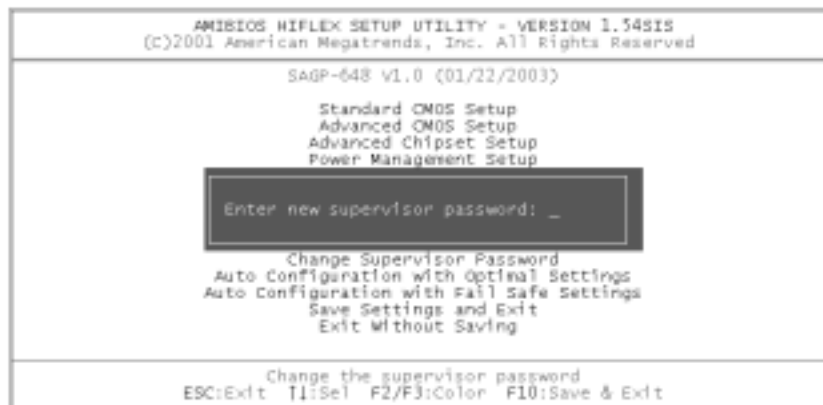 AMIBIOS HIFLEX SETUP UTILITY - VERSION 1.54SIS
(C)2001 American Megatrends, Inc. All Rights Reserved
SAGP-648 V1.0 (01/22/2003)
Standard CMOS Setup
Advanced CMOS Setup
Advanced Chipset Setup
Power Management Setup
Enter new supervisor password: _
Change Supervisor Password
Auto Configuration with Optimal Settings
Auto Configuration with Fail Safe Settings
Save Settings and Exit
Exit Without Saving
Change the supervisor password
ESC:Exit ↑↓:Sel F2/F3:Color F10:Save & Exit